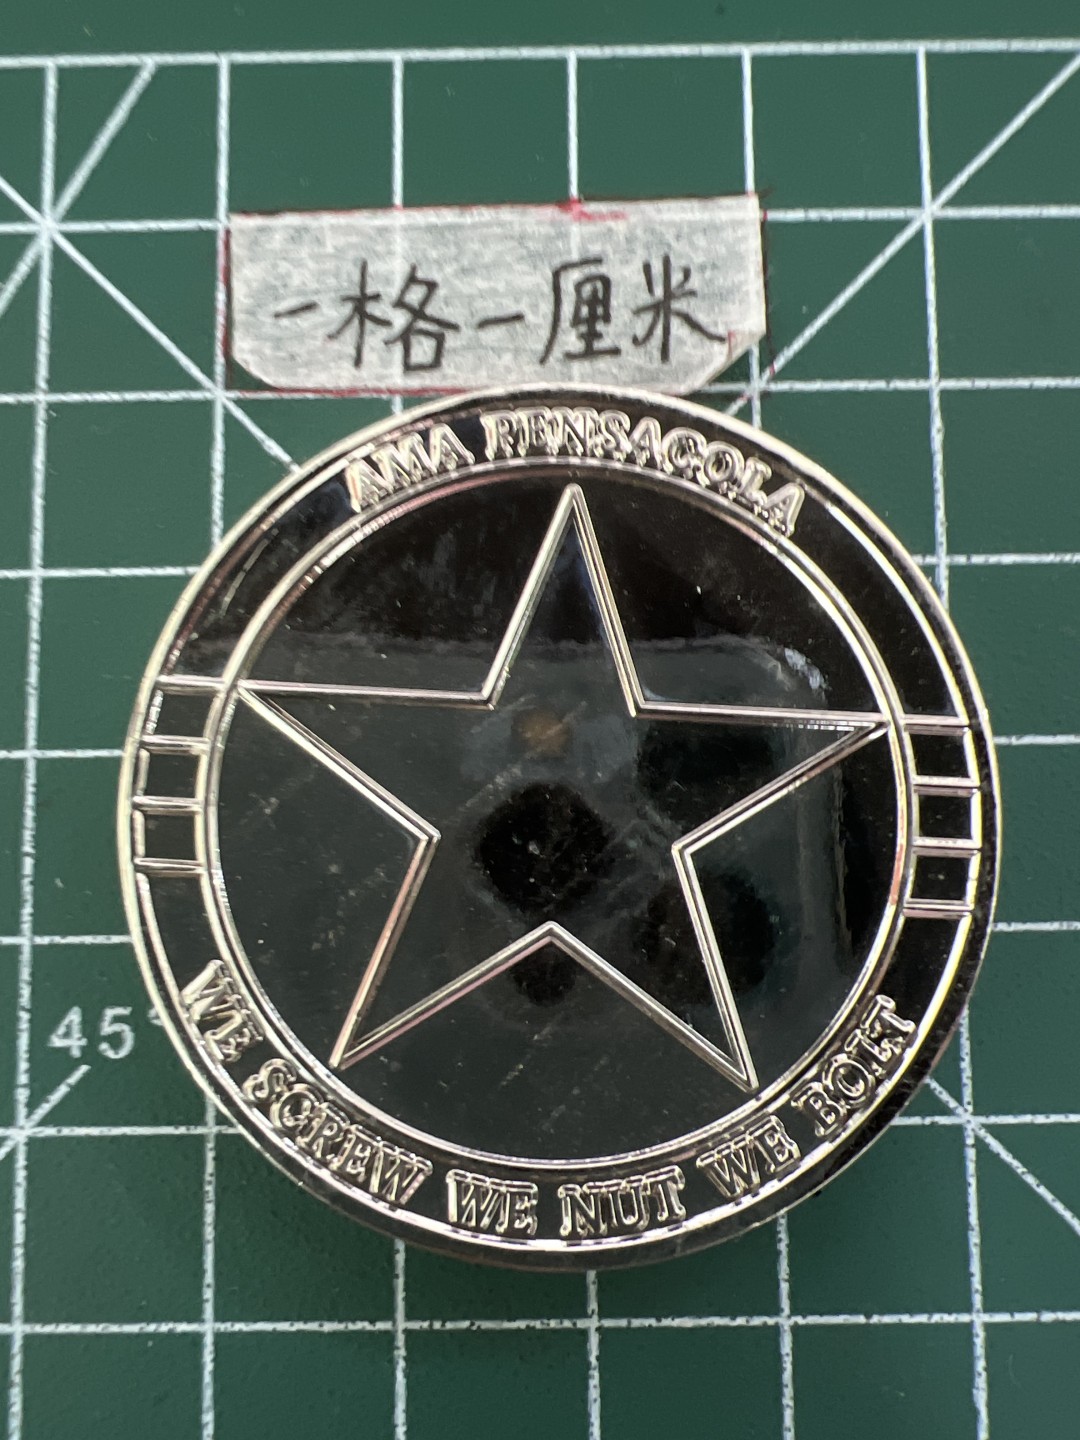 一格一厘米
AMA PENSACOLA
45°
WE SCREW WE NUT WE BOLT